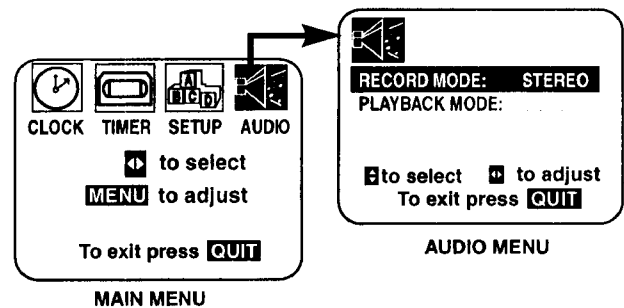 CLOCK TIMER SETUP AUDIO
to select
MENU to adjust
To exit press QUIT
MAIN MENU
RECORD MODE: STEREO
PLAYBACK MODE:
to select to adjust
To exit press QUIT
AUDIO MENU